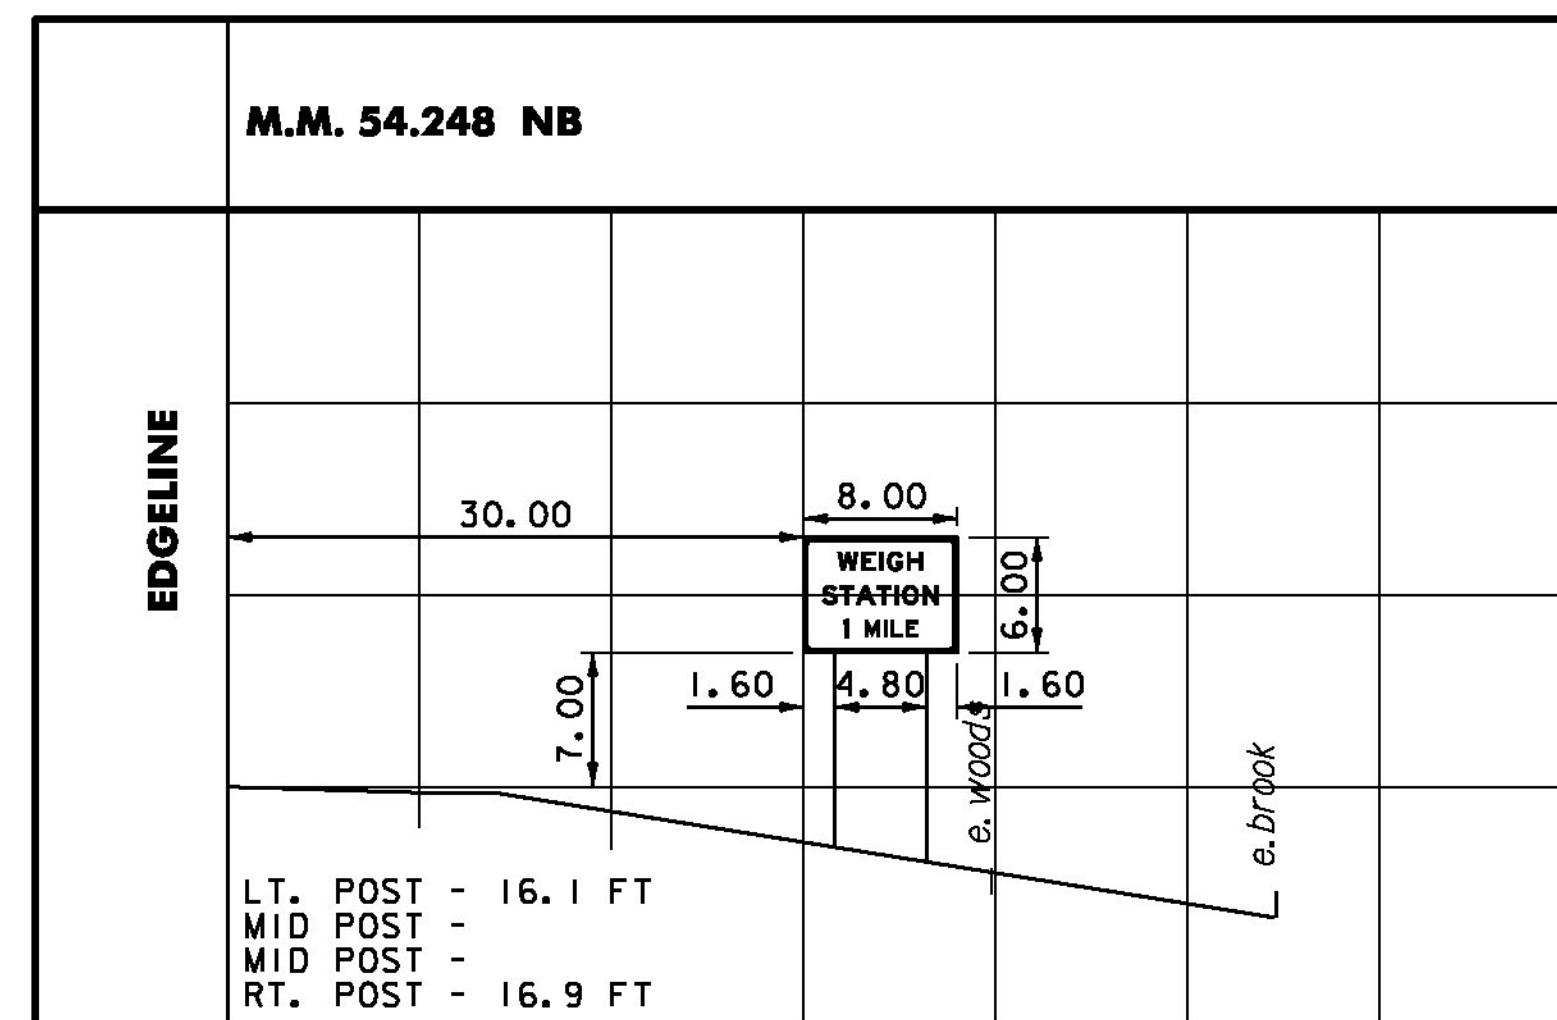 M.M. 54.248 NB
EDGELINE
30.00
8.00
WEIGH
STATION
1 MILE
6.00
7.00
1.60
4.80
1.60
e. woods
e. brook
LT. POST - 16.1 FT
MID POST -
MID POST -
RT. POST - 16.9 FT